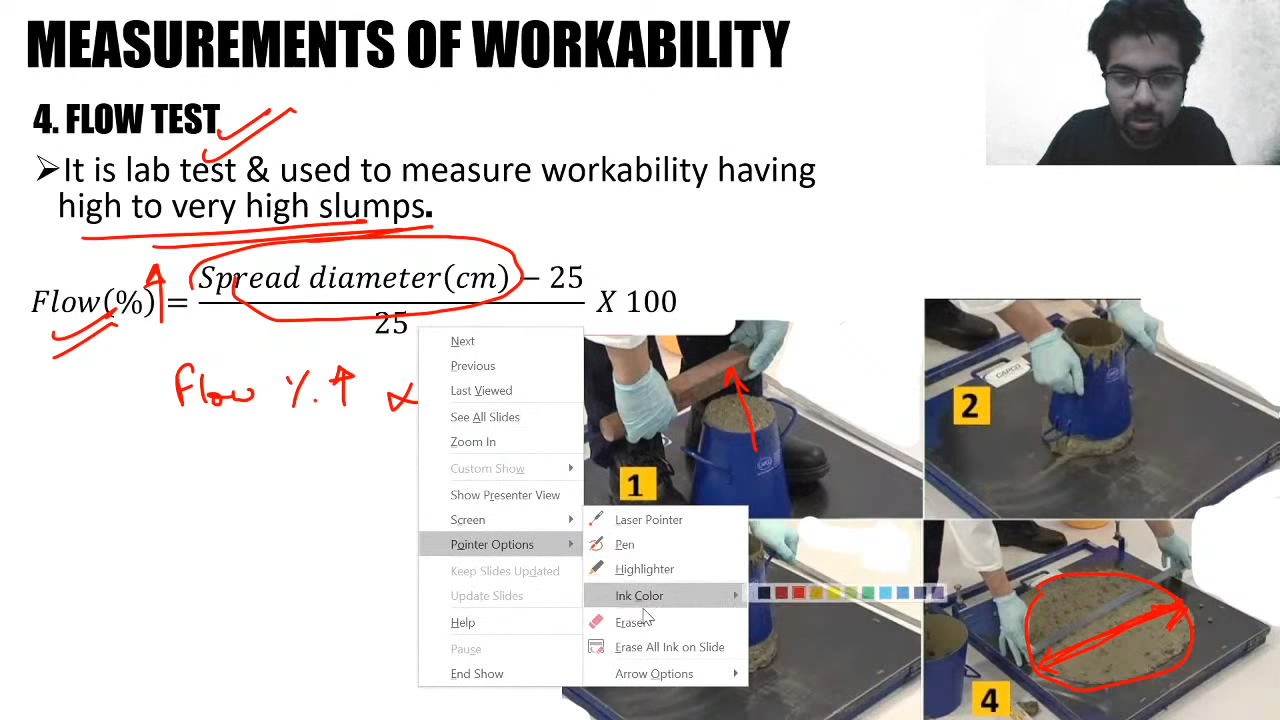 MEASUREMENTS OF WORKABILITY
4. FLOW TEST
➢It is lab test & used to measure workability having
high to very high slumps.
Flow(%) = Spread diameter(cm) − 25
25
X 100
Flow %. ↑ ∝
Next
Previous
Last Viewed
See All Slides
Zoom In
Custom Show
Show Presenter View
Screen
Pointer Options
Keep Slides Updated
Update Slides
Help
Pause
End Show
Laser Pointer
Pen
Highlighter
Ink Color
Eraser
Erase All Ink on Slide
Arrow Options
1
2
CAPCO
4